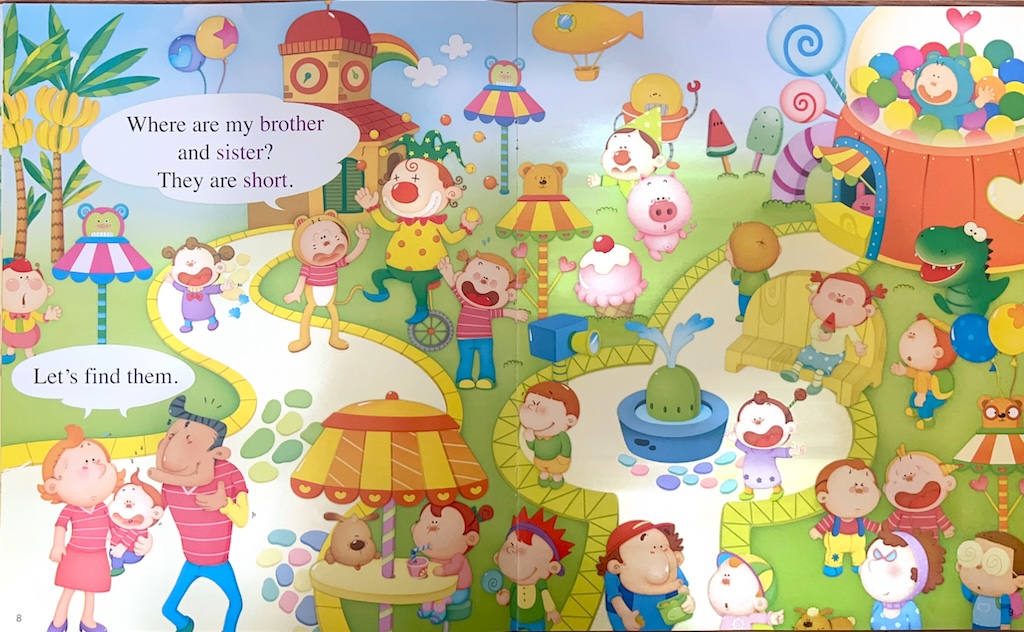 Where are my brother
and sister?
They are short.
Let's find them.
8